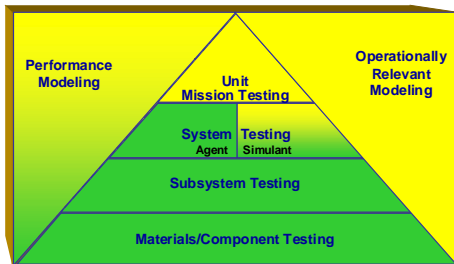 Performance
Modeling
Operationally
Relevant
Modeling
Unit
Mission Testing
System Testing
Agent Simulant
Subsystem Testing
Materials/Component Testing